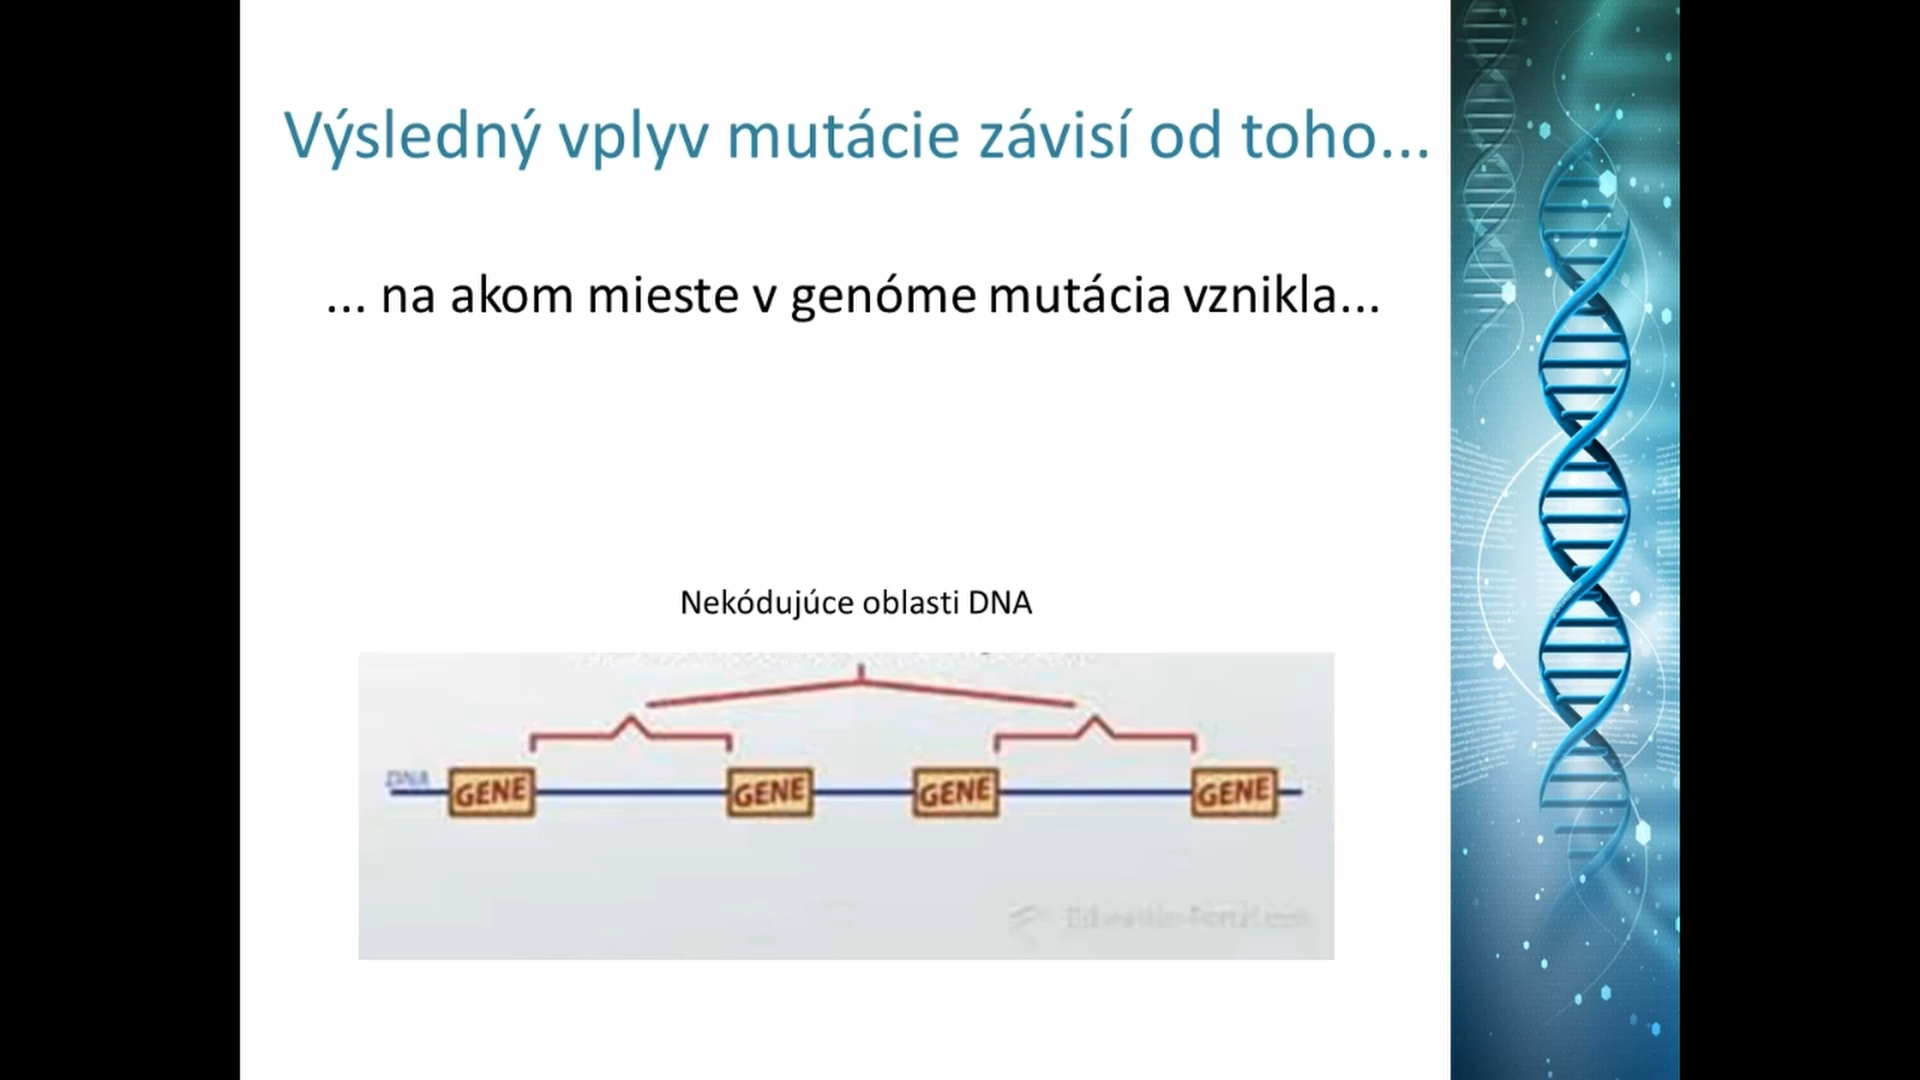 Výsledný vplyv mutácie závisí od toho...
... na akom mieste v genóme mutácia vznikla...
Nekódujúce oblasti DNA
DNA
GENE GENE GENE GENE